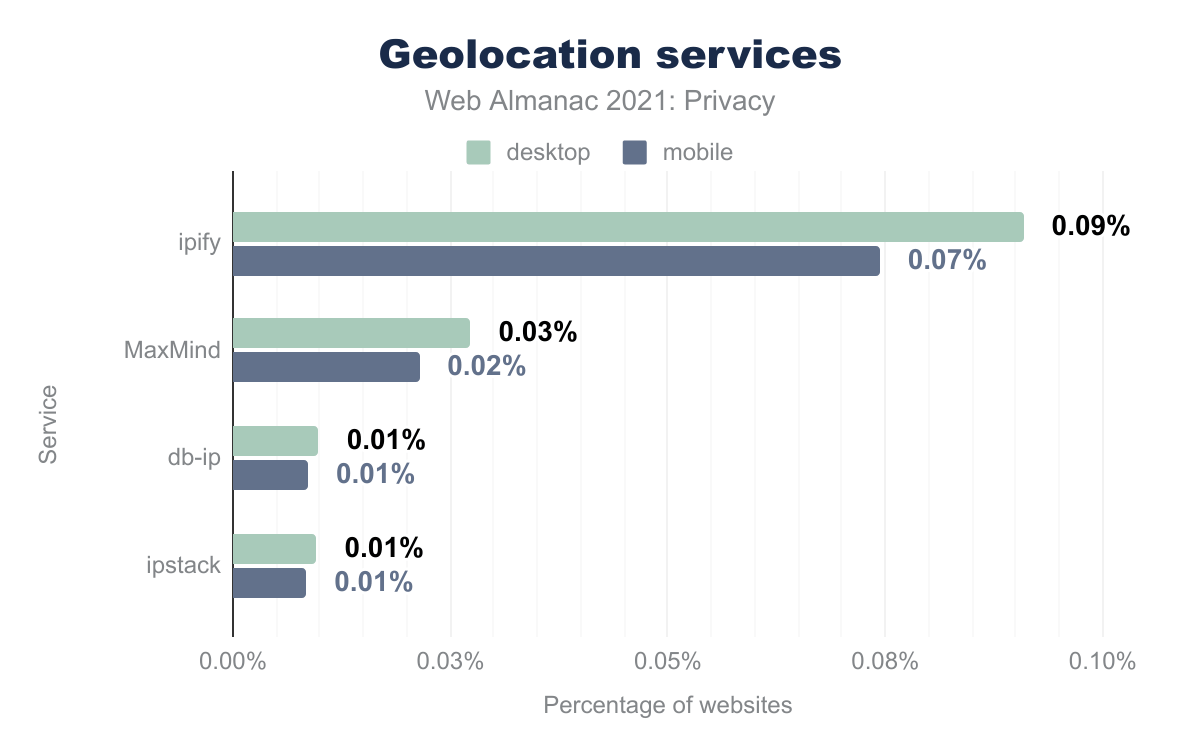 Geolocation services
Web Almanac 2021: Privacy
desktop mobile
ipify
0.09%
0.07%
MaxMind
0.03%
0.02%
db-ip
0.01%
0.01%
ipstack
0.01%
0.01%
Service
0.00% 0.03% 0.05% 0.08% 0.10%
Percentage of websites